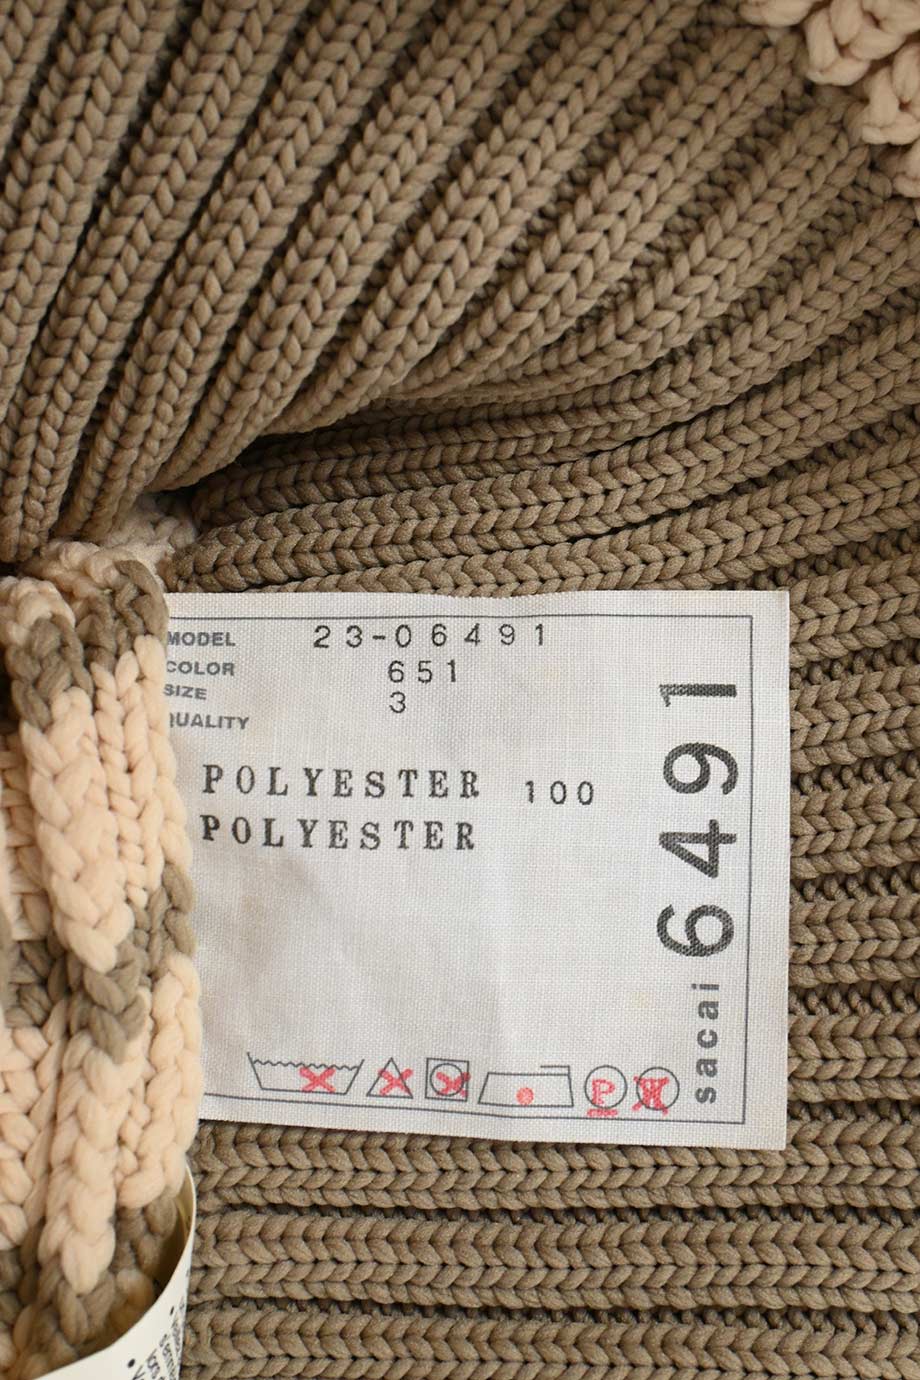 MODEL 23-06491
COLOR 651
SIZE 3
QUALITY
POLYESTER 100
POLYESTER
P W
sacai 6491